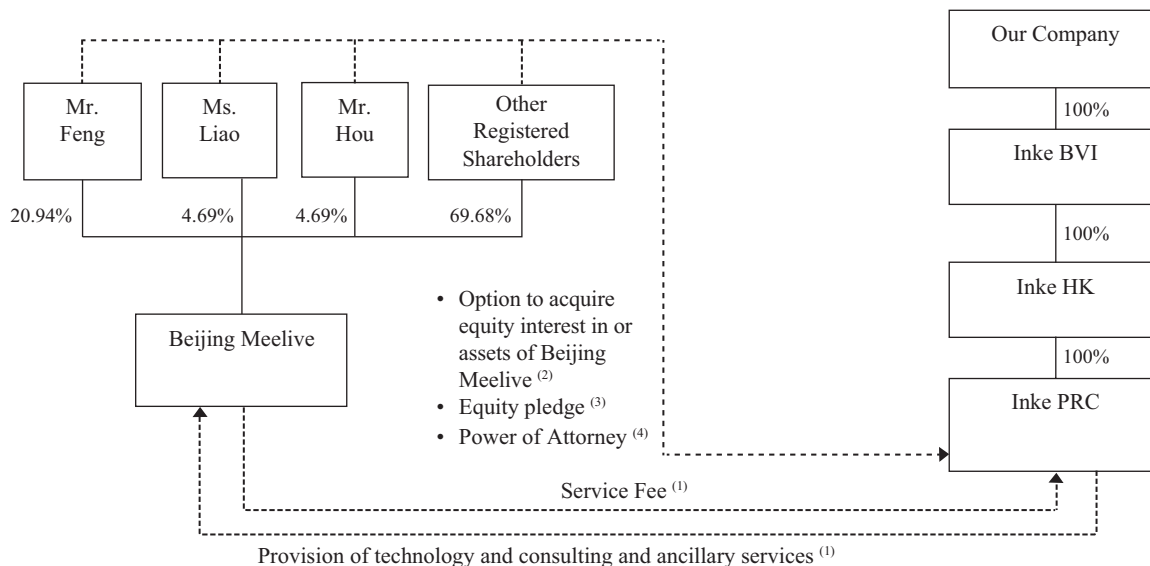 Our Company
Mr.
Feng
Ms.
Liao
Mr.
Hou
Other
Registered
Shareholders
100%
Inke BVI
20.94%
4.69%
4.69%
69.68%
100%
Inke HK
• Option to acquire
equity interest in or
assets of Beijing
Meelive (2)
• Equity pledge (3)
• Power of Attorney (4)
Beijing Meelive
100%
Inke PRC
Service Fee (1)
Provision of technology and consulting and ancillary services (1)